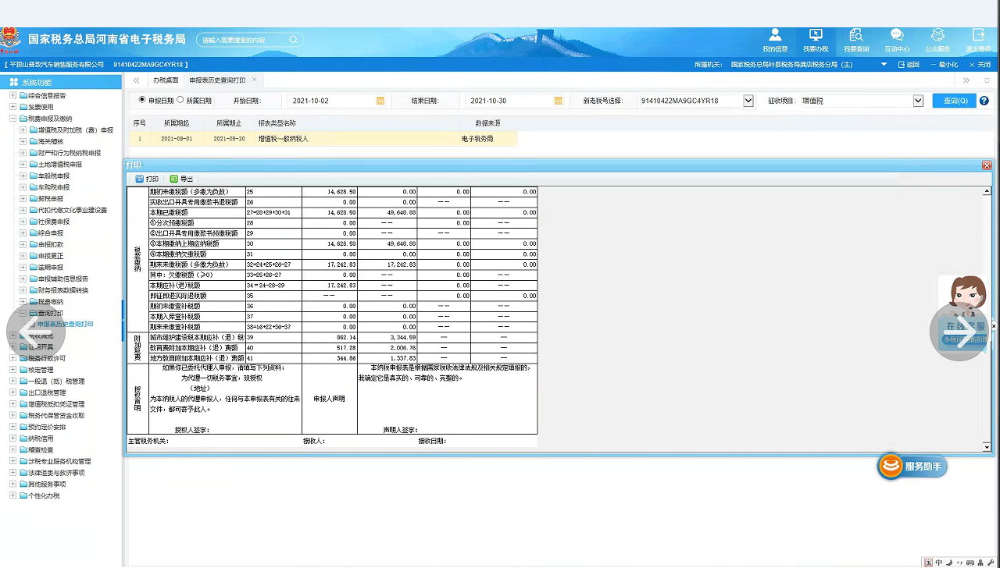 国家税务总局河南省电子税务局
请输入需要搜索的内容
我的信息 我要办税 我要查询 互动中心 公众服务 退出登录
【 平顶山普致汽车销售服务有限公司 91410422MA9GC4YR18 】 所属机关: 国家税务总局叶县税务局龚店税务分局（主） 返回 最小化 关闭
系统功能
综合信息报告
发票使用
税费申报及缴纳
增值税及附加税（费）申报
海关稽核
财产和行为税纳税申报
土地增值税申报
车船税申报
车购税申报
契税申报
代扣代缴文化事业建设费
社保费申报
综合申报
申报扣款
申报更正
逾期申报
申报辅助信息报告
财务报表数据转换
税费缴纳
查询打印
申报表历史查询打印
证明开具
税务行政许可
核定管理
一般退（抵）税管理
出口退税管理
增值税抵扣凭证管理
税务代保管资金收取
预约定价安排
纳税信用
稽查检查
涉税专业服务机构管理
法律追责与救济事项
其他服务事项
个性化办税
办税桌面 申报表历史查询打印
申报日期 所属日期 开始日期: 2021-10-02 结束日期: 2021-10-30 新老税号选择: 91410422MA9GC4YR18 征收项目: 增值税 查询(Q)
序号 所属期起 所属期止 报表类型名称 数据来源
1 2021-09-01 2021-09-30 增值税一般纳税人 电子税务局
打印
打印 导出
税款缴纳
期初未缴税额（多缴为负数） 25 14,628.50 0.00 0.00 0.00
实收出口开具专用缴款书退税额 26 0.00 0.00 —— ——
本期已缴税额 27=28+29+30+31 14,628.50 49,648.88 0.00 0.00
①分次预缴税额 28 0.00 —— 0.00 ——
②出口开具专用缴款书预缴税额 29 0.00 —— —— ——
③本期缴纳上期应纳税额 30 14,628.50 49,648.88 0.00 0.00
④本期缴纳欠缴税额 31 0.00 0.00 0.00 0.00
期末未缴税额（多缴为负数） 32=24+25+26-27 17,242.83 17,242.83 0.00 0.00
其中：欠缴税额（≥0） 33=25+26-27 0.00 —— 0.00 ——
本期应补(退)税额 34＝24-28-29 17,242.83 —— 0.00 ——
即征即退实际退税额 35 —— —— 0.00 0.00
期初未缴查补税额 36 0.00 0.00 —— ——
本期入库查补税额 37 0.00 0.00 —— ——
期末未缴查补税额 38=16+22+36-37 0.00 0.00 —— ——
附加税费
城市维护建设税本期应补（退）税 39 862.14 3,344.59 — —
教育费附加本期应补（退）费额 40 517.28 2,006.76 — —
地方教育附加本期应补（退）费额 41 344.86 1,337.83 — —
授权声明
如果你已委托代理人申报，请填写下列资料：
为代理一切税务事宜，现授权
（地址）
为本纳税人的代理申报人，任何与本申报表有关的往来
文件，都可寄予此人。
授权人签字：
申报人声明
本纳税申报表是根据国家税收法律法规及相关规定填报的，
我确定它是真实的、可靠的、完整的。
声明人签字：
主管税务机关： 接收人： 接收日期：
在线客服
服务助手
五 中